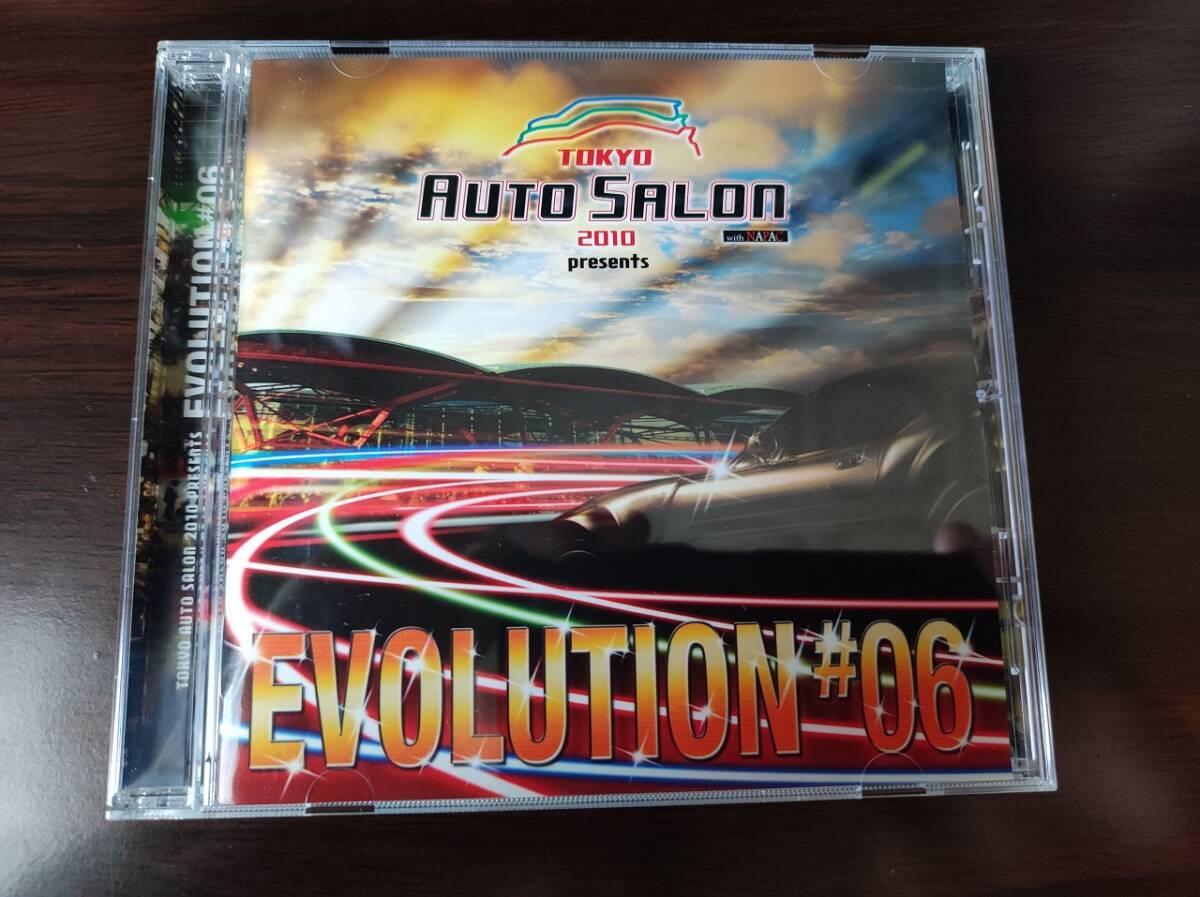 TOKYO
AUTO SALON
2010
with NAPAC
presents
EVOLUTION #06
TOKYO AUTO SALON 2010 PRESENTS EVOLUTION #06